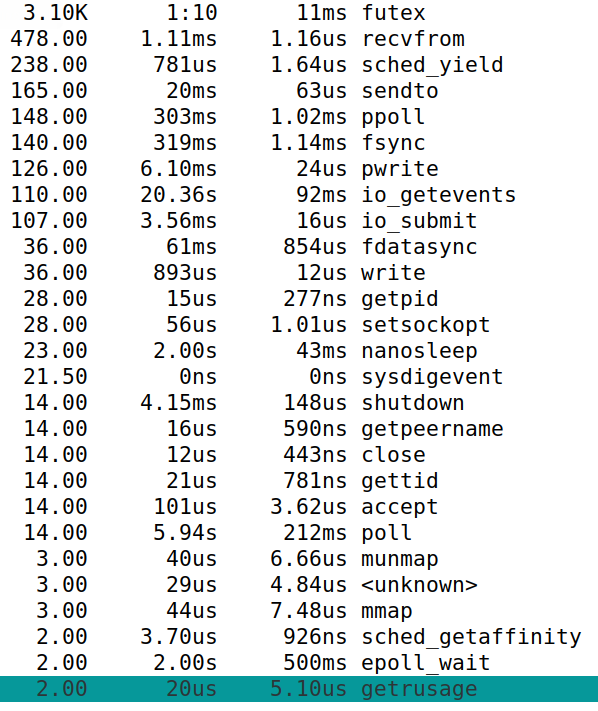 3.10K 1:10 11ms futex
478.00 1.11ms 1.16us recvfrom
238.00 781us 1.64us sched_yield
165.00 20ms 63us sendto
148.00 303ms 1.02ms ppoll
140.00 319ms 1.14ms fsync
126.00 6.10ms 24us pwrite
110.00 20.36s 92ms io_getevents
107.00 3.56ms 16us io_submit
36.00 61ms 854us fdatasync
36.00 893us 12us write
28.00 15us 277ns getpid
28.00 56us 1.01us setsockopt
23.00 2.00s 43ms nanosleep
21.50 0ns 0ns sysdigevent
14.00 4.15ms 148us shutdown
14.00 16us 590ns getpeername
14.00 12us 443ns close
14.00 21us 781ns gettid
14.00 101us 3.62us accept
14.00 5.94s 212ms poll
3.00 40us 6.66us munmap
3.00 29us 4.84us <unknown>
3.00 44us 7.48us mmap
2.00 3.70us 926ns sched_getaffinity
2.00 2.00s 500ms epoll_wait
2.00 20us 5.10us getrusage